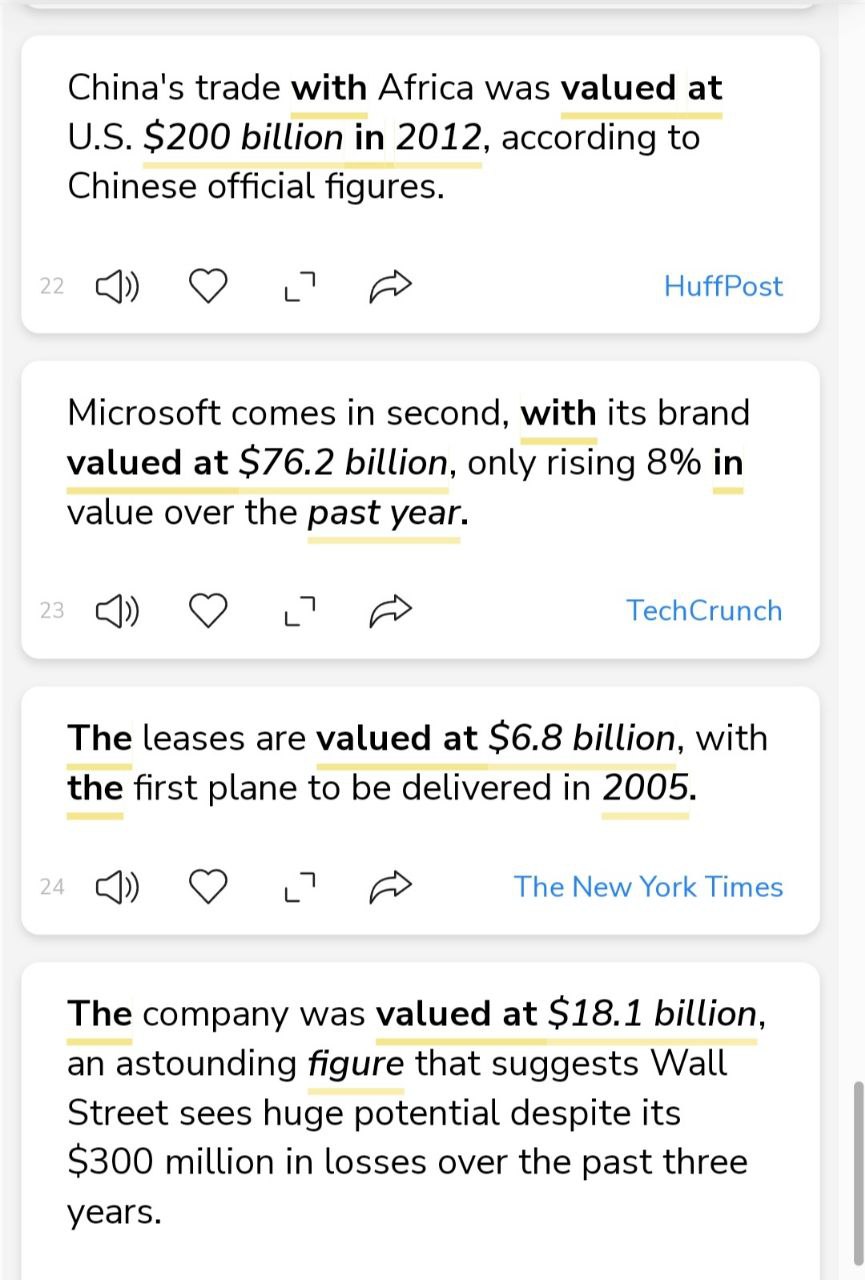 China's trade with Africa was valued at
U.S. $200 billion in 2012, according to
Chinese official figures.
22
HuffPost
Microsoft comes in second, with its brand
valued at $76.2 billion, only rising 8% in
value over the past year.
23
TechCrunch
The leases are valued at $6.8 billion, with
the first plane to be delivered in 2005.
24
The New York Times
The company was valued at $18.1 billion,
an astounding figure that suggests Wall
Street sees huge potential despite its
$300 million in losses over the past three
years.